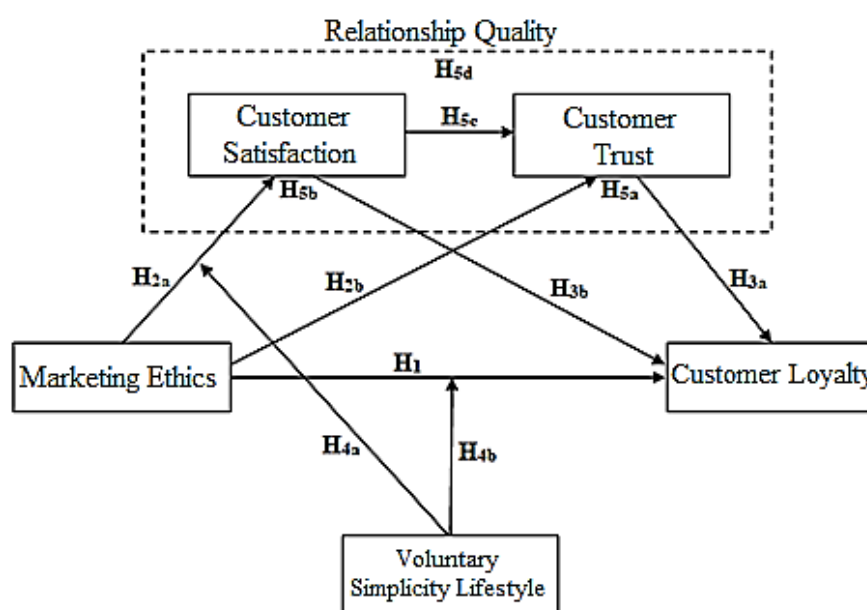 Relationship Quality
H5d
Customer
Satisfaction
H5c
Customer
Trust
H5b
H5a
H2a
H2b
H3b
H3a
Marketing Ethics
H1
Customer Loyalty
H4a
H4b
Voluntary
Simplicity Lifestyle